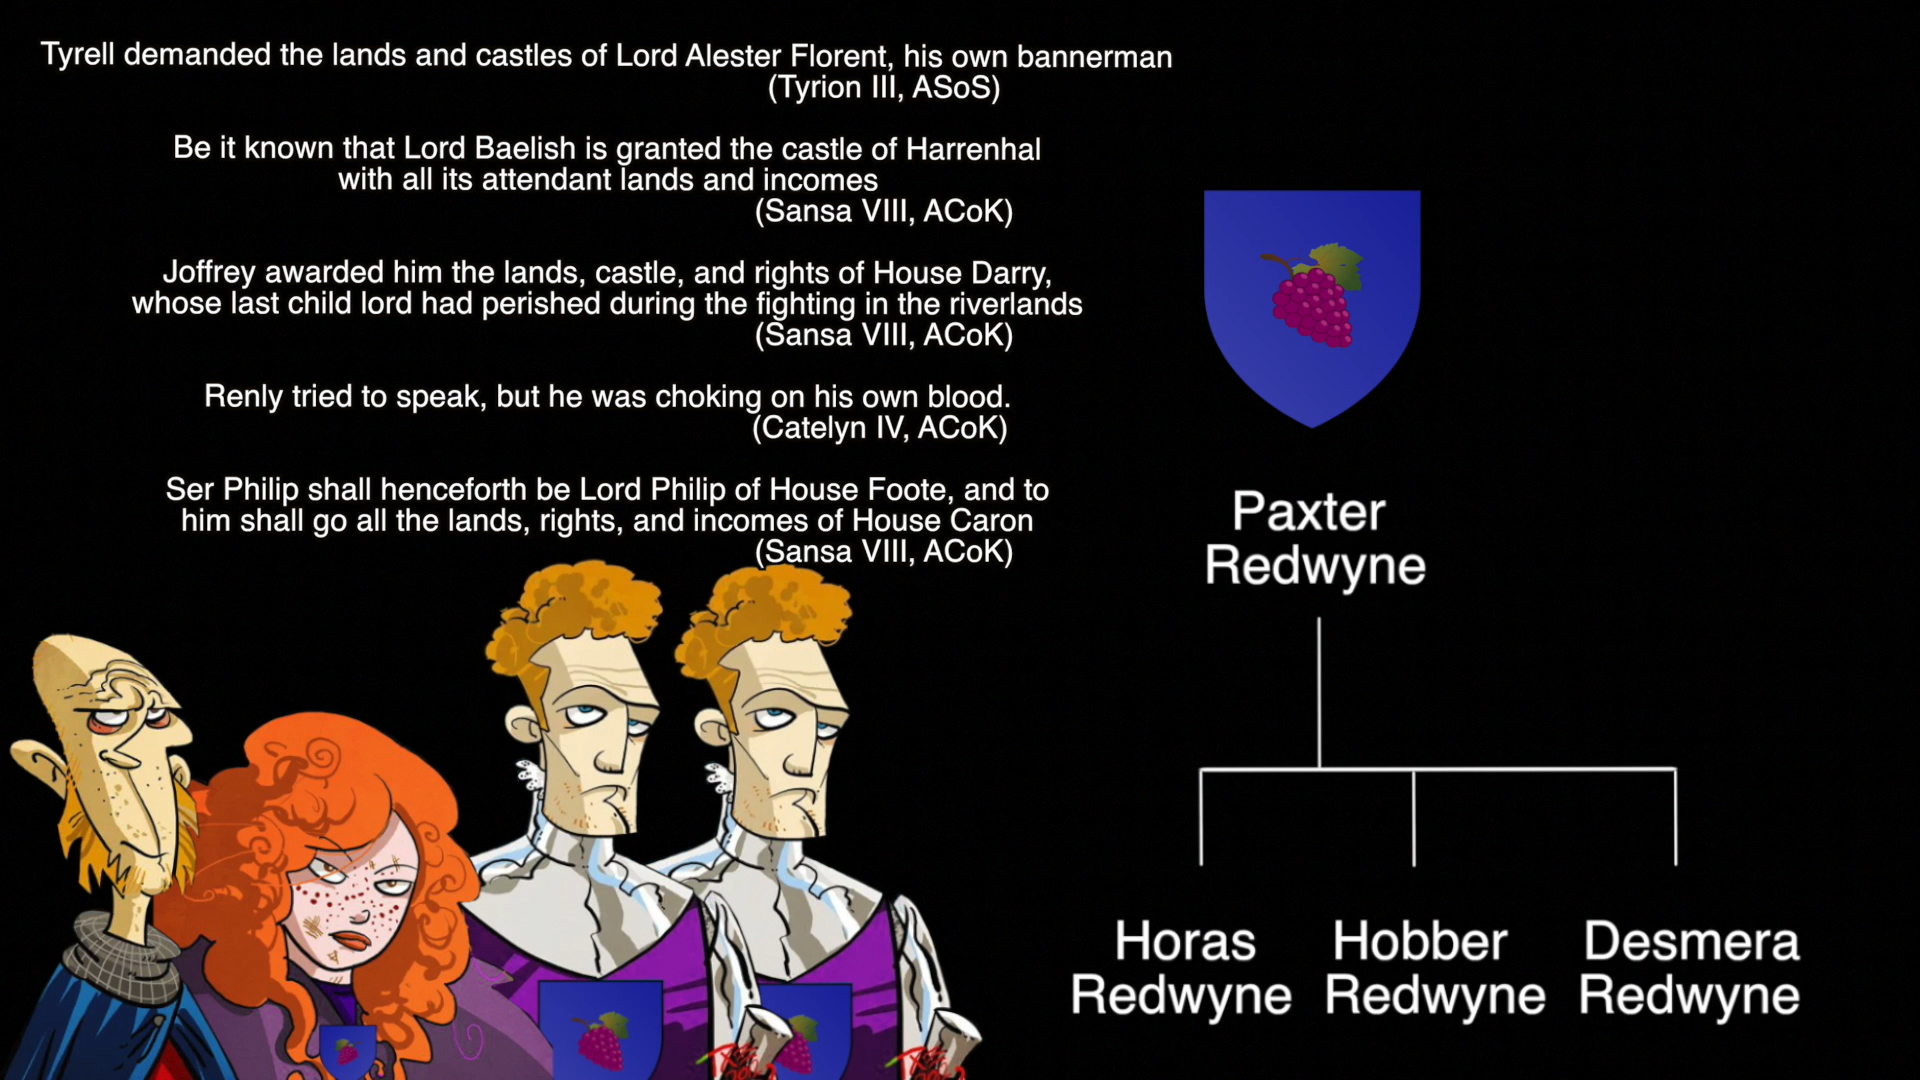 Tyrell demanded the lands and castles of Lord Alester Florent, his own bannerman
(Tyrion III, ASoS)
Be it known that Lord Baelish is granted the castle of Harrenhal
with all its attendant lands and incomes
(Sansa VIII, ACoK)
Joffrey awarded him the lands, castle, and rights of House Darry,
whose last child lord had perished during the fighting in the riverlands
(Sansa VIII, ACoK)
Renly tried to speak, but he was choking on his own blood.
(Catelyn IV, ACoK)
Ser Philip shall henceforth be Lord Philip of House Foote, and to
him shall go all the lands, rights, and incomes of House Caron
(Sansa VIII, ACoK)
Paxter
Redwyne
Horas
Redwyne
Hobber
Redwyne
Desmera
Redwyne